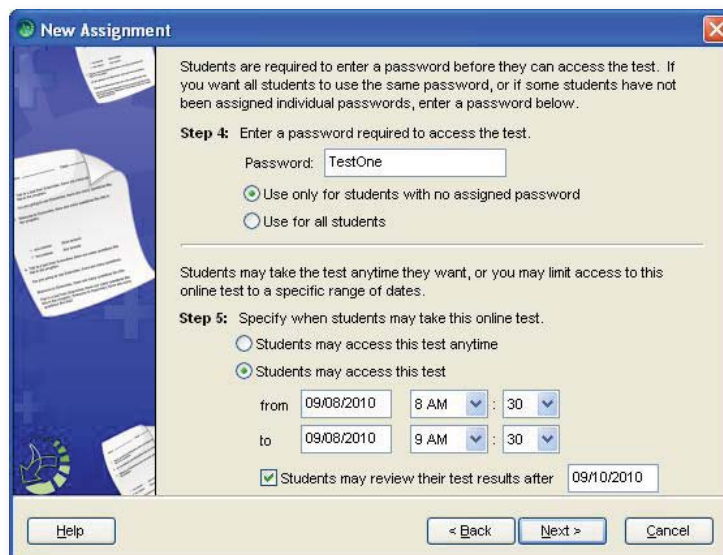 New Assignment
Students are required to enter a password before they can access the test. If
you want all students to use the same password, or if some students have not
been assigned individual passwords, enter a password below.
Step 4: Enter a password required to access the test.
Password: TestOne
Use only for students with no assigned password
Use for all students
Students may take the test anytime they want, or you may limit access to this
online test to a specific range of dates.
Step 5: Specify when students may take this online test.
Students may access this test anytime
Students may access this test
from 09/08/2010 8 AM : 30
to 09/08/2010 9 AM : 30
Students may review their test results after 09/10/2010
Help < Back Next > Cancel